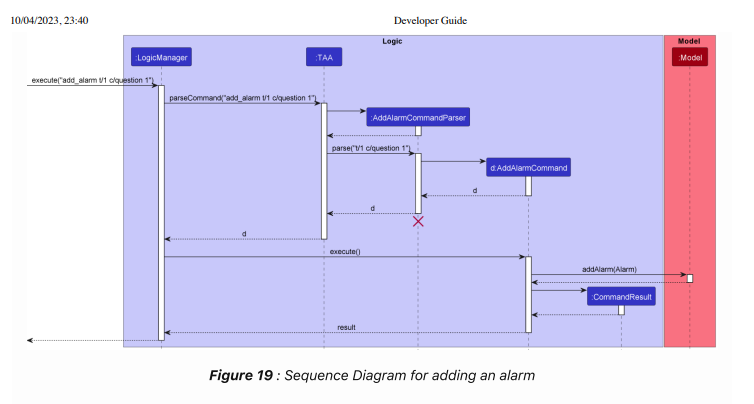 10/04/2023, 23:40 Developer Guide
Logic Model
:LogicManager :TAA :Model
execute("add_alarm t/1 c/question 1")
parseCommand("add_alarm t/1 c/question 1")
:AddAlarmCommandParser
parse("t/1 c/question 1")
d:AddAlarmCommand
d
d
d
execute()
addAlarm(Alarm)
:CommandResult
result
Figure 19 : Sequence Diagram for adding an alarm